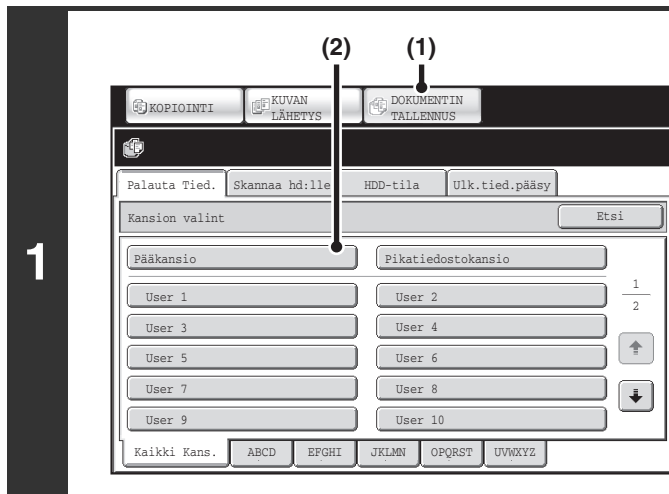 (2) (1)
KOPIOINTI
KUVAN
LÄHETYS
DOKUMENTIN
TALLENNUS
Palauta Tied. Skannaa hd:lle HDD-tila Ulk.tied.pääsy
Kansion valint Etsi
1
Pääkansio Pikatiedostokansio
User 1 User 2
1
2
User 3 User 4
User 5 User 6
User 7 User 8
User 9 User 10
Kaikki Kans. ABCD EFGHI JKLMN OPQRST UVWXYZ